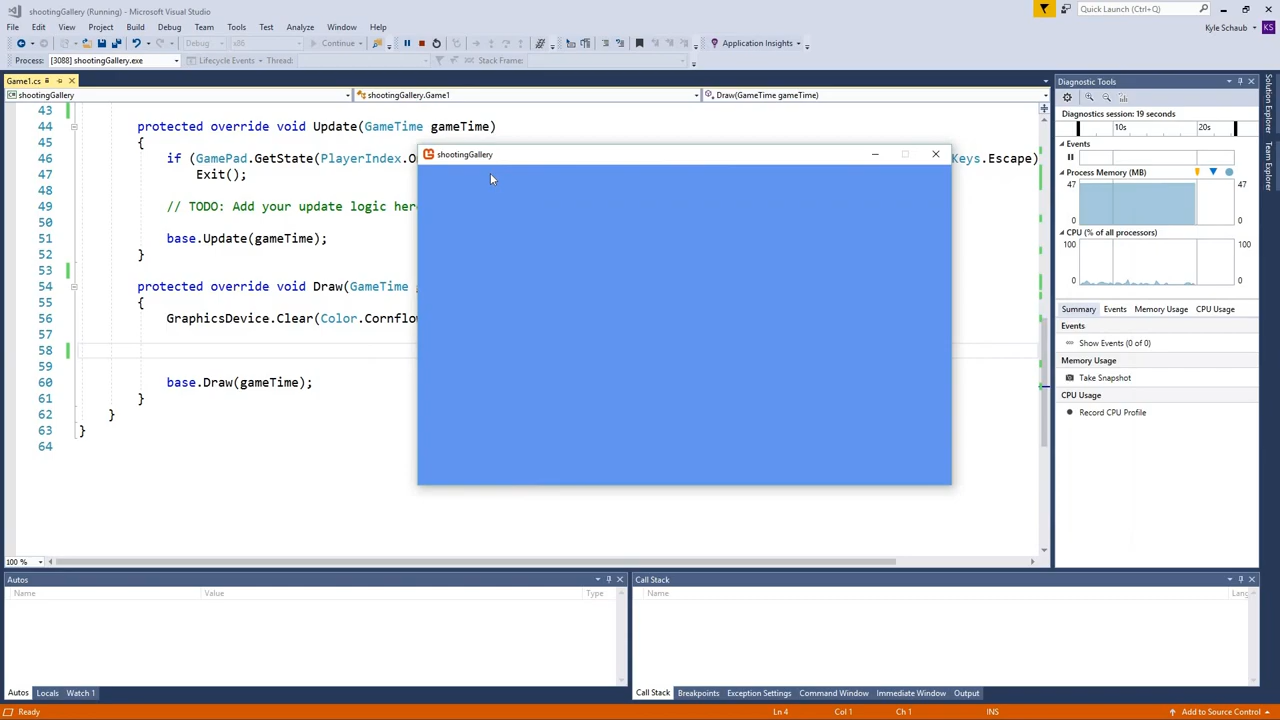 shootingGallery (Running) - Microsoft Visual Studio
Quick Launch (Ctrl+Q)
File Edit View Project Build Debug Team Tools Test Analyze Window Help
Kyle Schaub KS
Debug x86 Continue Application Insights
Process: [3088] shootingGallery.exe Lifecycle Events Thread: Stack Frame:
Game1.cs
shootingGallery shootingGallery.Game1 Draw(GameTime gameTime)
43
44 protected override void Update(GameTime gameTime)
45 {
46 if (GamePad.GetState(PlayerIndex.O Keys.Escape)
47 Exit();
48
49 // TODO: Add your update logic her
50
51 base.Update(gameTime);
52 }
53
54 protected override void Draw(GameTime
55 {
56 GraphicsDevice.Clear(Color.Cornflow
57
58
59
60 base.Draw(gameTime);
61 }
62 }
63 }
64
shootingGallery
Diagnostic Tools
Diagnostics session: 19 seconds
10s 20s
Events
Process Memory (MB)
47 47
0 0
CPU (% of all processors)
100 100
0 0
Summary Events Memory Usage CPU Usage
Events
Show Events (0 of 0)
Memory Usage
Take Snapshot
CPU Usage
Record CPU Profile
Solution Explorer
Team Explorer
100 %
Autos
Name Value Type
Call Stack
Name Lang
Autos Locals Watch 1
Call Stack Breakpoints Exception Settings Command Window Immediate Window Output
Ready Ln 4 Col 1 Ch 1 INS Add to Source Control